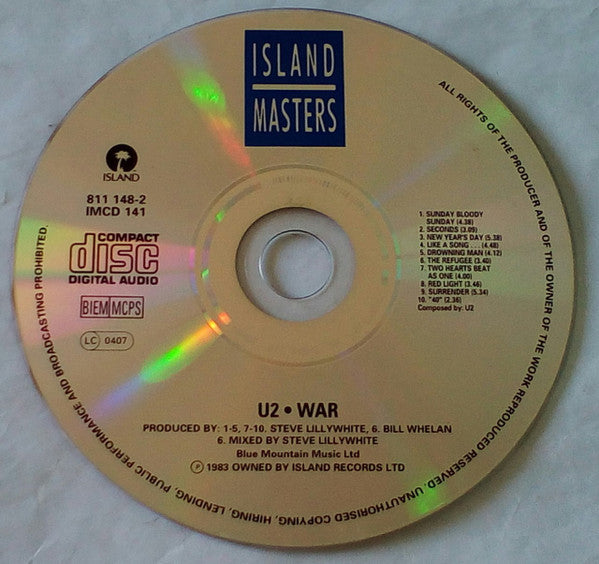 ISLAND
MASTERS
ISLAND
811 148-2
IMCD 141
COMPACT
disc
DIGITAL AUDIO
BIEM MCPS
LC 0407
1. SUNDAY BLOODY
SUNDAY (4.38)
2. SECONDS (3.09)
3. NEW YEAR'S DAY (5.38)
4. LIKE A SONG . . . (4.48)
5. DROWNING MAN (4.12)
6. THE REFUGEE (3.40)
7. TWO HEARTS BEAT
AS ONE (4.00)
8. RED LIGHT (3.46)
9. SURRENDER (5.34)
10. "40" (2.36)
Composed by: U2
U2 • WAR
PRODUCED BY: 1-5, 7-10. STEVE LILLYWHITE, 6. BILL WHELAN
6. MIXED BY STEVE LILLYWHITE
Blue Mountain Music Ltd
℗ 1983 OWNED BY ISLAND RECORDS LTD
ALL RIGHTS OF THE PRODUCER AND OF THE OWNER OF THE WORK REPRODUCED RESERVED. UNAUTHORISED COPYING, HIRING, LENDING, PUBLIC PERFORMANCE AND BROADCASTING PROHIBITED.